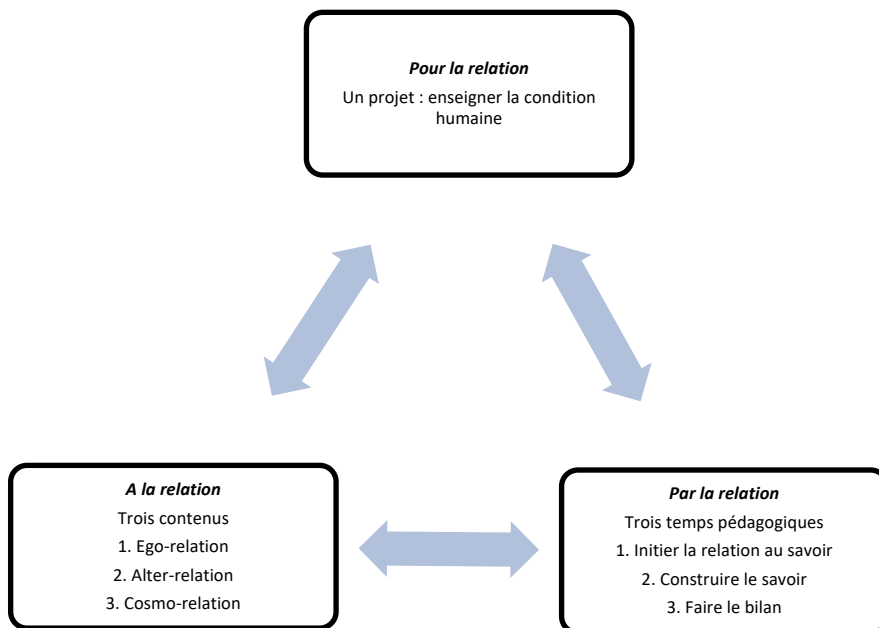 Pour la relation
Un projet : enseigner la condition
humaine
A la relation
Trois contenus
1. Ego-relation
2. Alter-relation
3. Cosmo-relation
Par la relation
Trois temps pédagogiques
1. Initier la relation au savoir
2. Construire le savoir
3. Faire le bilan